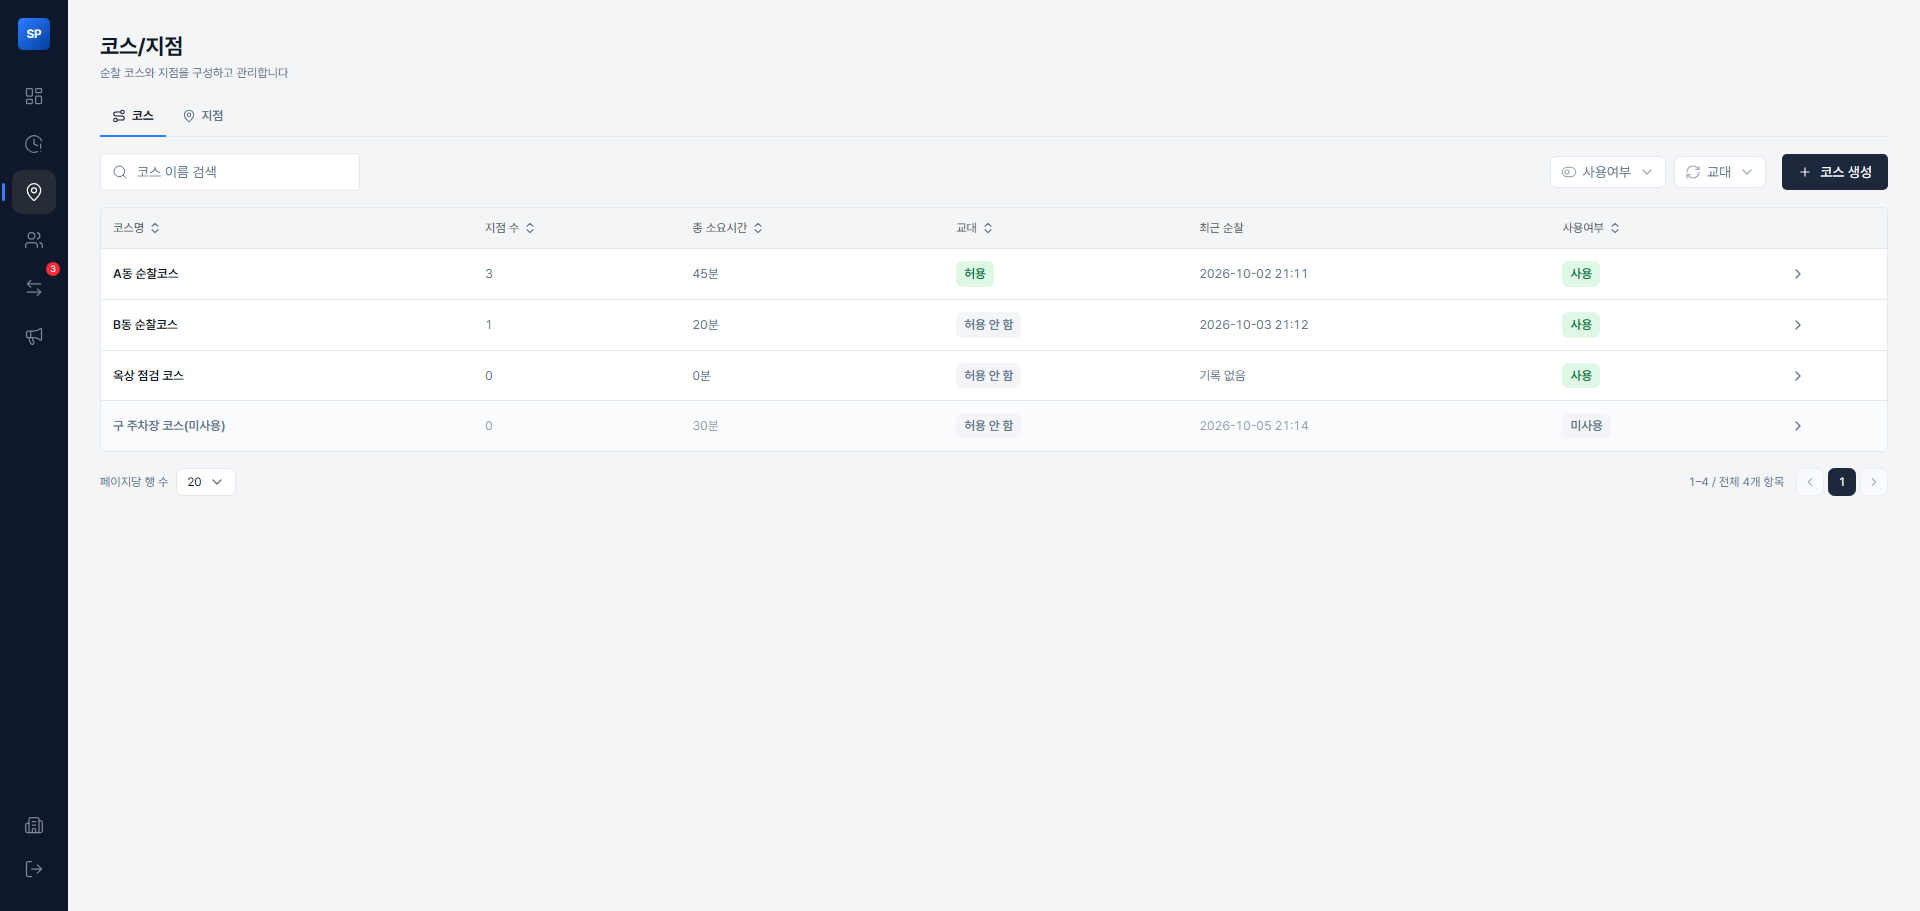 SP
코스/지점
순찰 코스와 지점을 구성하고 관리합니다
코스 지점
코스 이름 검색 사용여부 교대 + 코스 생성
코스명 지점 수 총 소요시간 교대 최근 순찰 사용여부
A동 순찰코스 3 45분 허용 2026-10-02 21:11 사용
B동 순찰코스 1 20분 허용 안 함 2026-10-03 21:12 사용
옥상 점검 코스 0 0분 허용 안 함 기록 없음 사용
구 주차장 코스(미사용) 0 30분 허용 안 함 2026-10-05 21:14 미사용
페이지당 행 수 20 1–4 / 전체 4개 항목 1
3